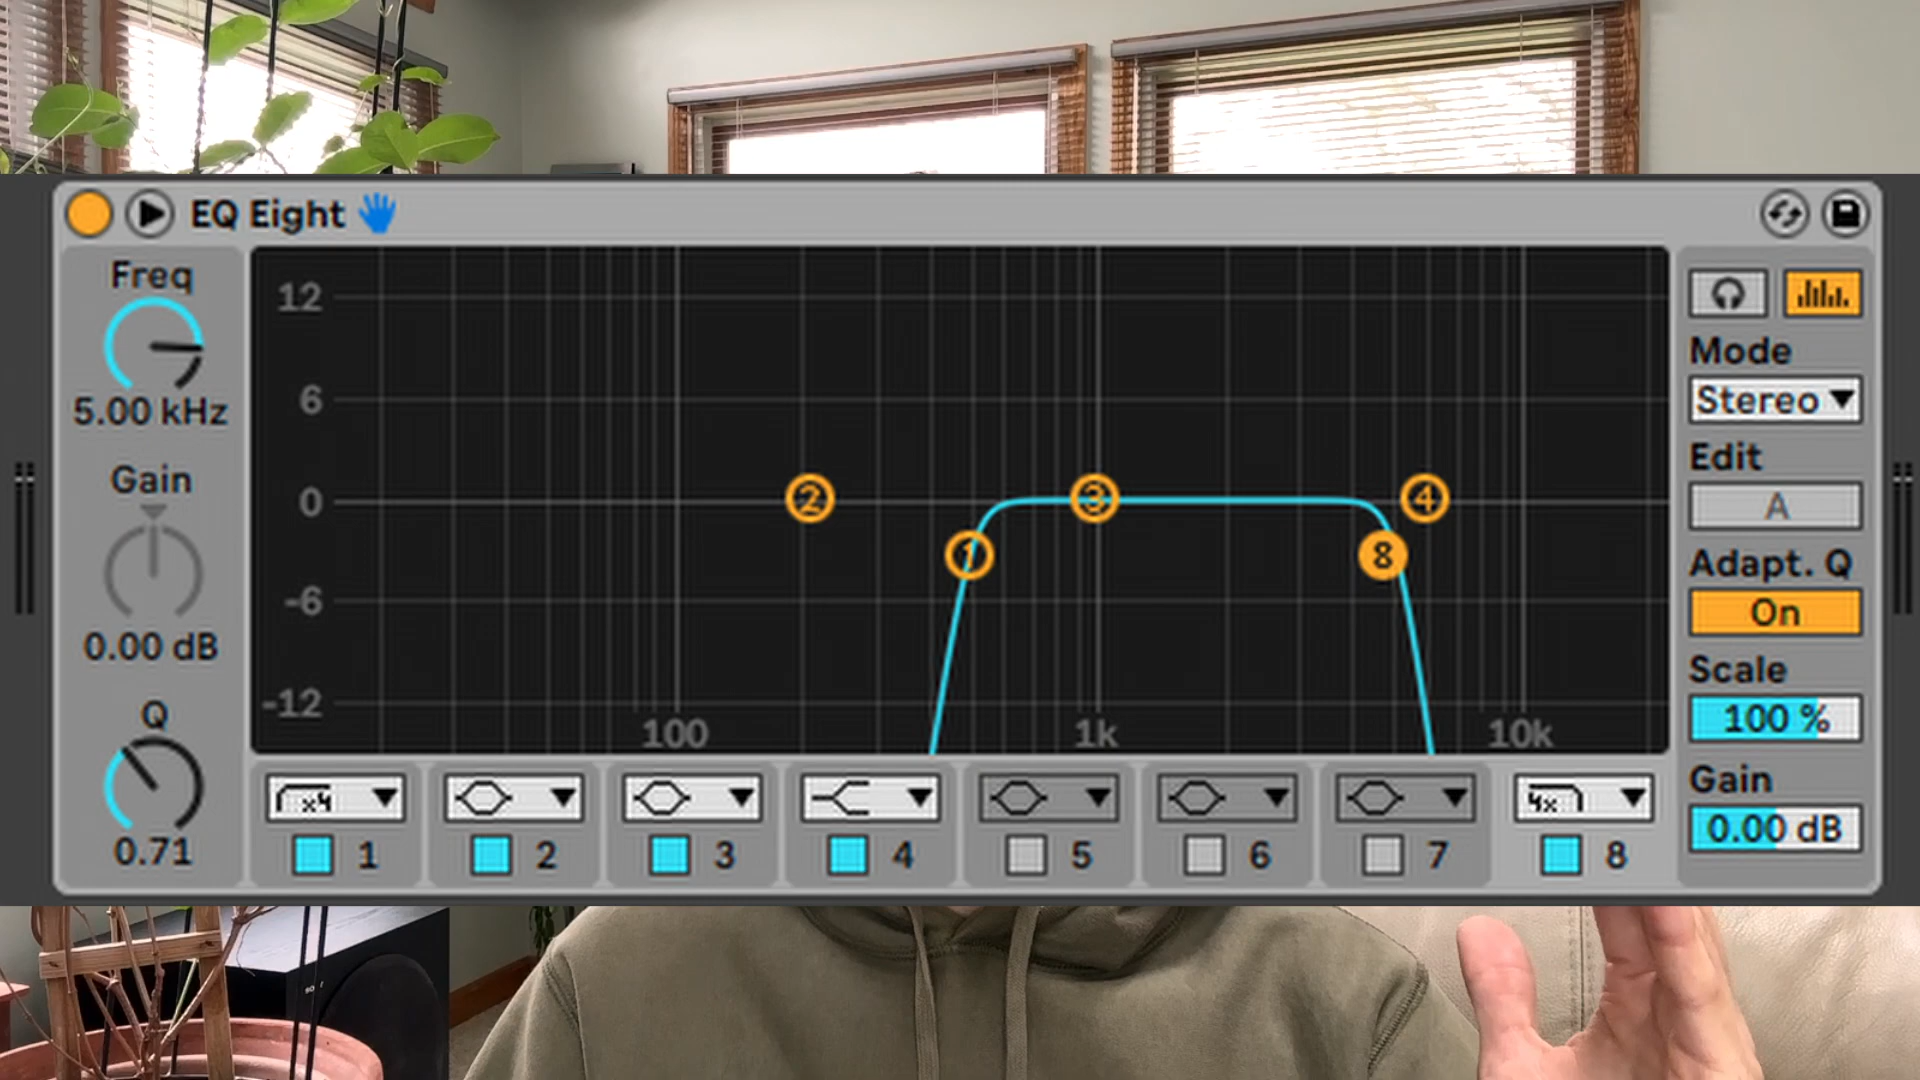 EQ Eight
Freq
5.00 kHz
Gain
0.00 dB
Q
0.71
12
6
0
-6
-12
100
1k
10k
2
1
3
4
8
Mode
Stereo
Edit
A
Adapt. Q
On
Scale
100 %
Gain
0.00 dB
x4
4x
1
2
3
4
5
6
7
8